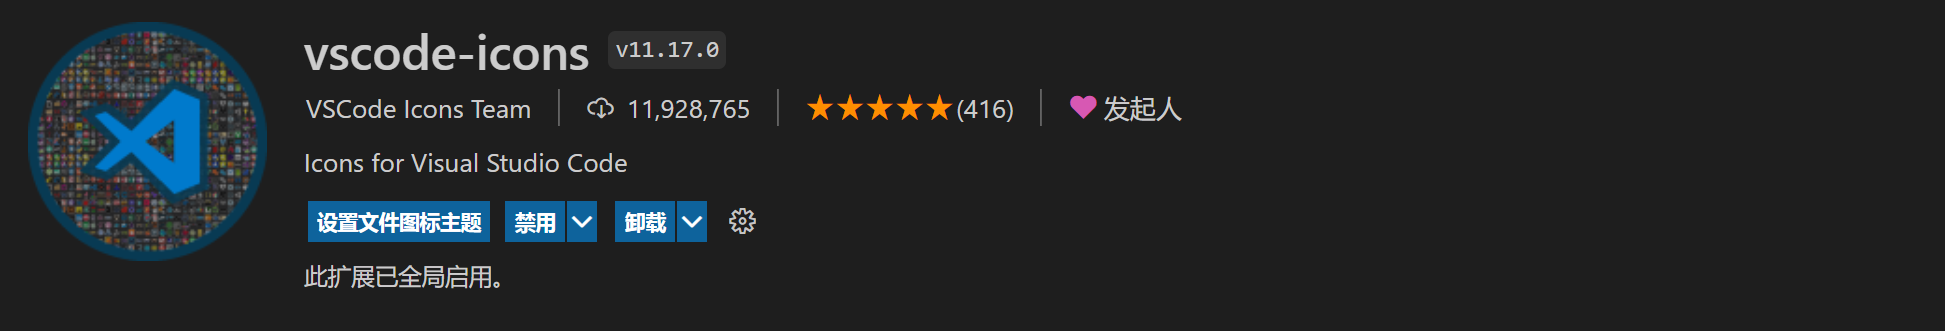 vscode-icons v11.17.0
VSCode Icons Team 11,928,765 ★★★★★(416) 发起人
Icons for Visual Studio Code
设置文件图标主题 禁用 卸载
此扩展已全局启用。